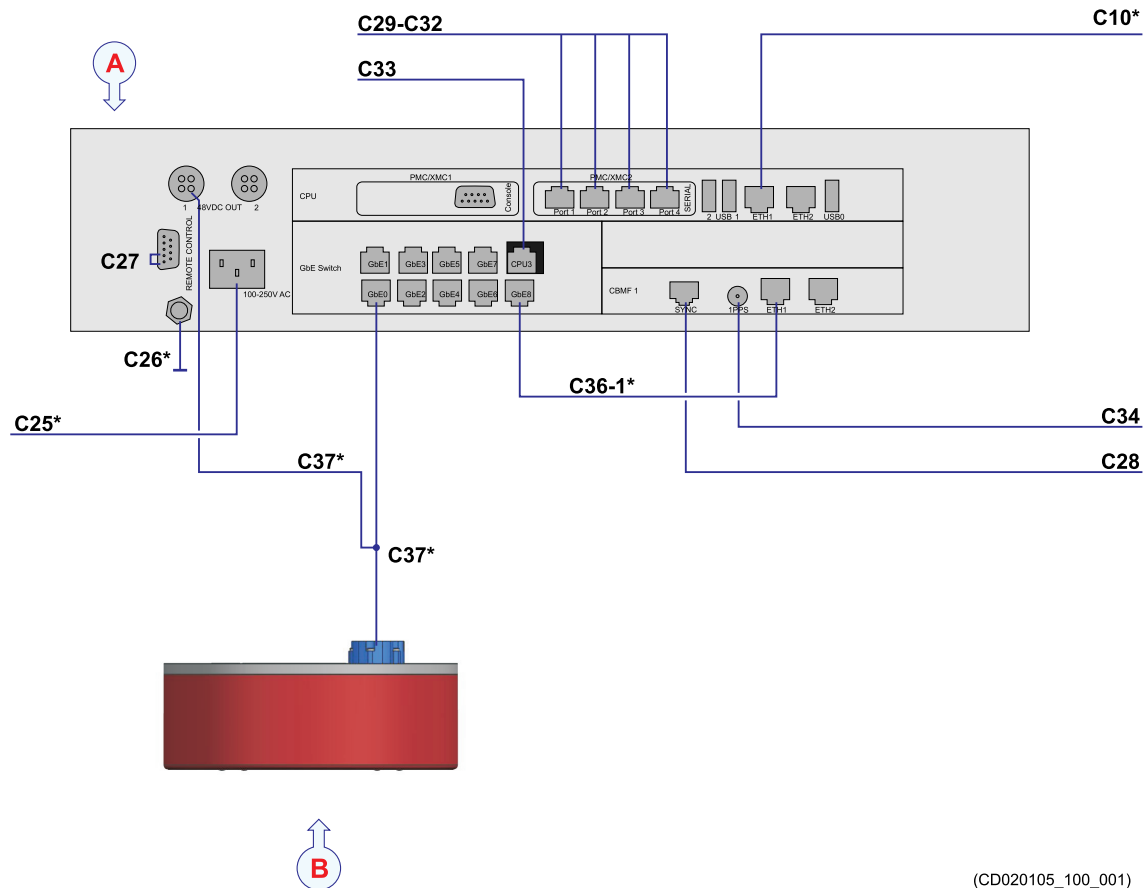 C29-C32
C10*
A
C33
PMC/XMC1
PMC/XMC2
CPU
Console
SERIAL
Port 1
Port 2
Port 3
Port 4
2 USB 1
ETH1
ETH2
USB0
1 48VDC OUT 2
REMOTE CONTROL
C27
100-250V AC
GbE Switch
GbE1
GbE3
GbE5
GbE7
CPU3
GbE0
GbE2
GbE4
GbE6
GbE8
CBMF 1
SYNC
1PPS
ETH1
ETH2
C26*
C36-1*
C25*
C34
C37*
C28
C37*
B
(CD020105_100_001)